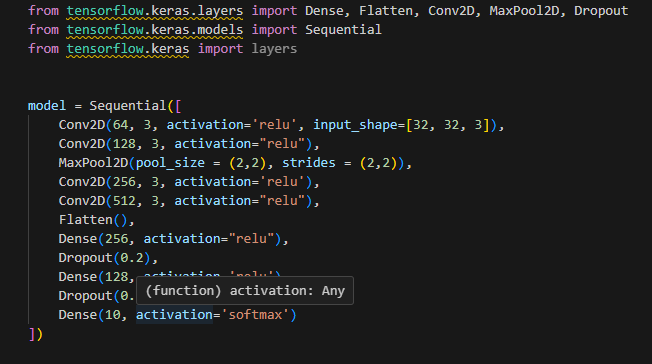 from tensorflow.keras.layers import Dense, Flatten, Conv2D, MaxPool2D, Dropout
from tensorflow.keras.models import Sequential
from tensorflow.keras import layers
model = Sequential([
    Conv2D(64, 3, activation='relu', input_shape=[32, 32, 3]),
    Conv2D(128, 3, activation="relu"),
    MaxPool2D(pool_size = (2,2), strides = (2,2)),
    Conv2D(256, 3, activation='relu'),
    Conv2D(512, 3, activation="relu"),
    Flatten(),
    Dense(256, activation="relu"),
    Dropout(0.2),
    Dense(128, activation='relu')
    Dropout(0.
(function) activation: Any
    Dense(10, activation='softmax')
])